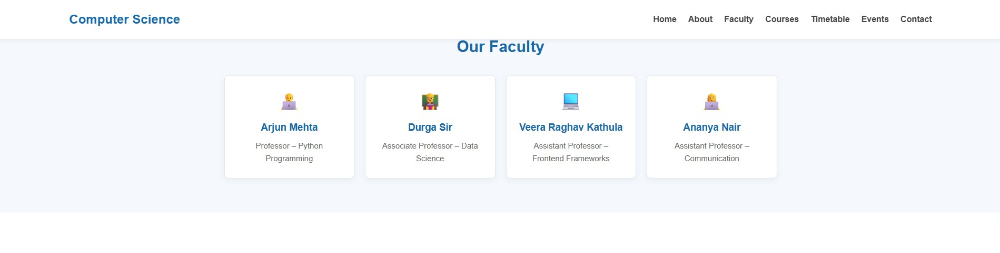 Computer Science
Home About Faculty Courses Timetable Events Contact
Our Faculty
Arjun Mehta
Professor – Python
Programming
Durga Sir
Associate Professor – Data
Science
Veera Raghav Kathula
Assistant Professor –
Frontend Frameworks
Ananya Nair
Assistant Professor –
Communication